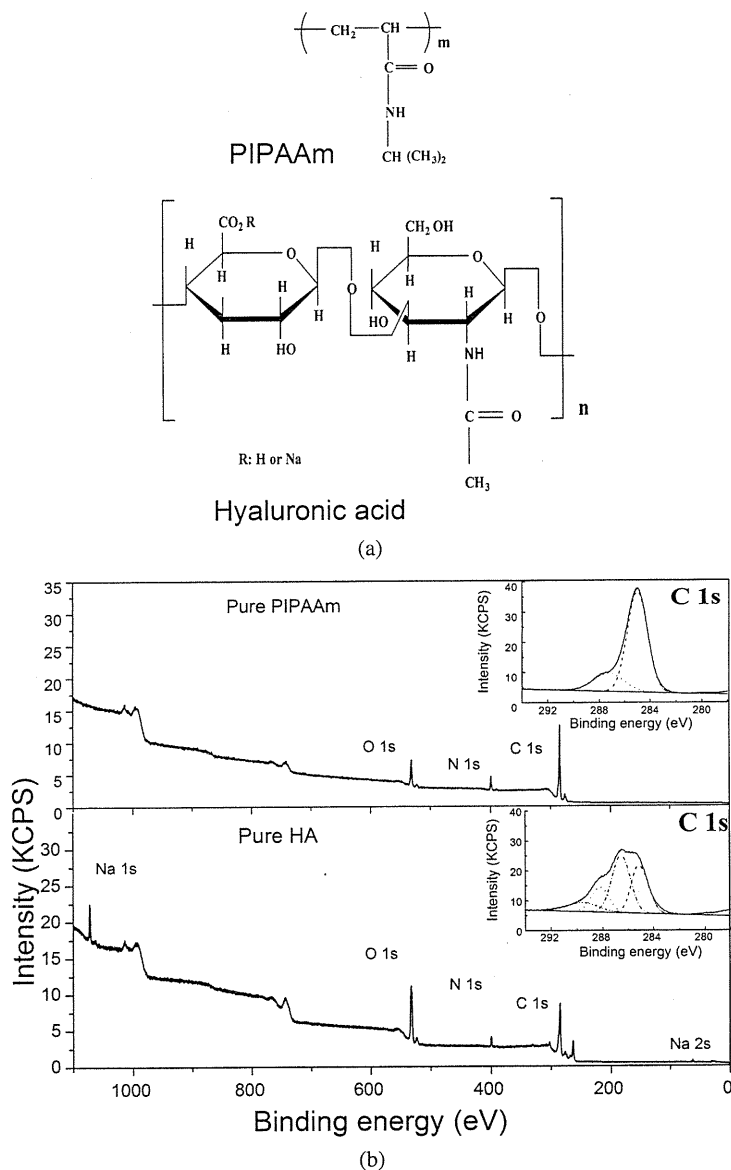 ( CH₂ — CH )m
C = O
NH
PIPAAm
CH (CH₃)₂
CO₂ R
CH₂ OH
H
H
O
O
H
H
H
H
O
H
HO
H
O
H
HO
H
NH
n
C = O
R: H or Na
CH₃
Hyaluronic acid
(a)
35
30
25
20
15
10
5
Pure PIPAAm
O 1s
N 1s
C 1s
C 1s
Intensity (KCPS)
40
30
20
10
0
292 288 284 280
Binding energy (eV)
Intensity (KCPS)
30
25
20
15
10
5
0
Pure HA
Na 1s
O 1s
N 1s
C 1s
Na 2s
C 1s
Intensity (KCPS)
40
30
20
10
0
292 288 284 280
Binding energy (eV)
1000 800 600 400 200 0
Binding energy (eV)
(b)